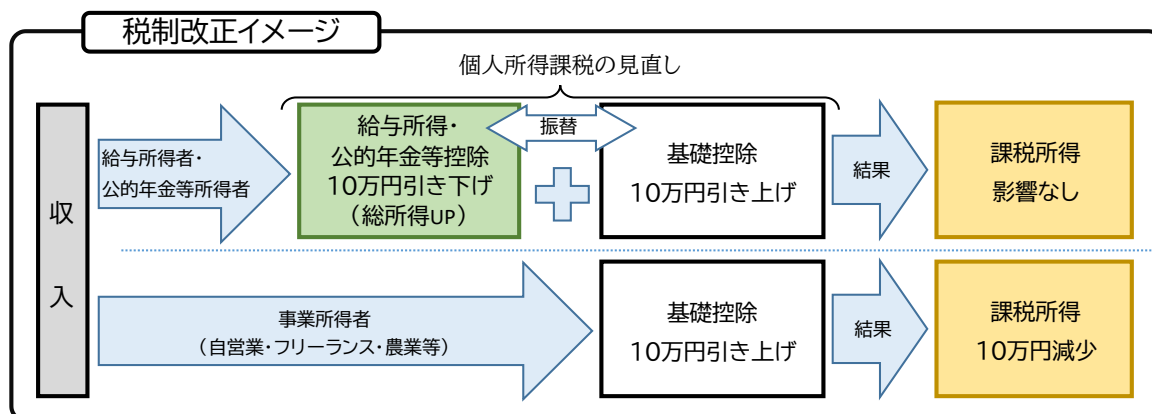 税制改正イメージ
個人所得課税の見直し
収
入
給与所得者・
公的年金等所得者
給与所得・
公的年金等控除
10万円引き下げ
（総所得UP）
振替
基礎控除
10万円引き上げ
結果
課税所得
影響なし
事業所得者
（自営業・フリーランス・農業等）
基礎控除
10万円引き上げ
結果
課税所得
10万円減少